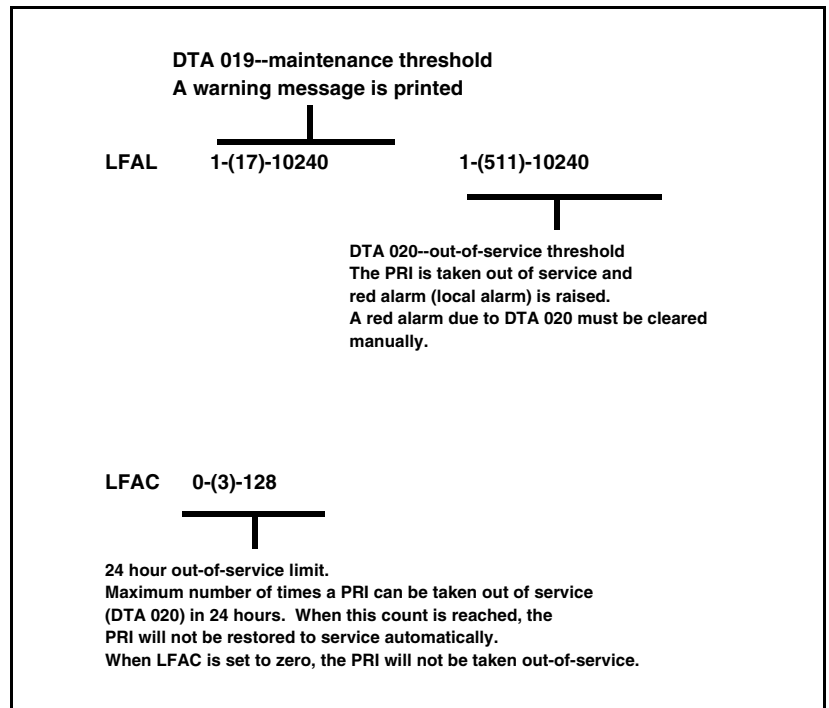 DTA 019--maintenance threshold
A warning message is printed
LFAL 1-(17)-10240 1-(511)-10240
DTA 020--out-of-service threshold
The PRI is taken out of service and
red alarm (local alarm) is raised.
A red alarm due to DTA 020 must be cleared
manually.
LFAC 0-(3)-128
24 hour out-of-service limit.
Maximum number of times a PRI can be taken out of service
(DTA 020) in 24 hours. When this count is reached, the
PRI will not be restored to service automatically.
When LFAC is set to zero, the PRI will not be taken out-of-service.